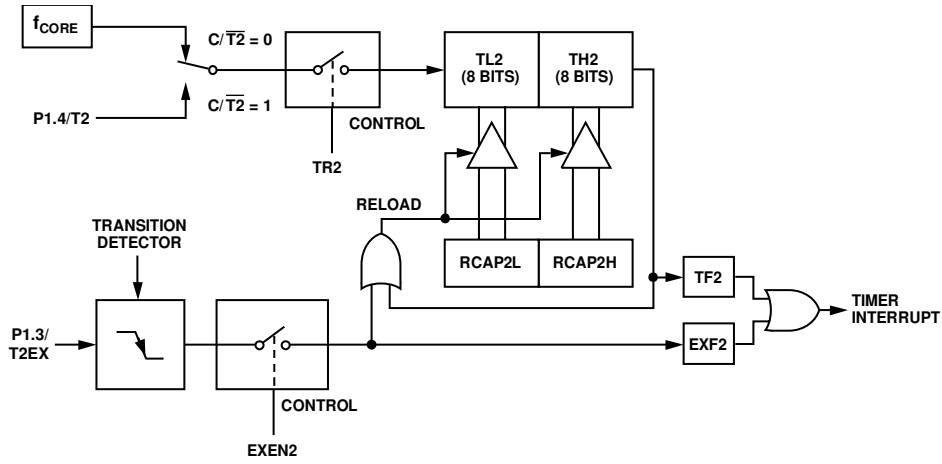 fCORE
C/T2 = 0
C/T2 = 1
P1.4/T2
CONTROL
TR2
TL2
(8 BITS)
TH2
(8 BITS)
RELOAD
TRANSITION
DETECTOR
RCAP2L
RCAP2H
TF2
TIMER
INTERRUPT
P1.3/
T2EX
EXF2
CONTROL
EXEN2